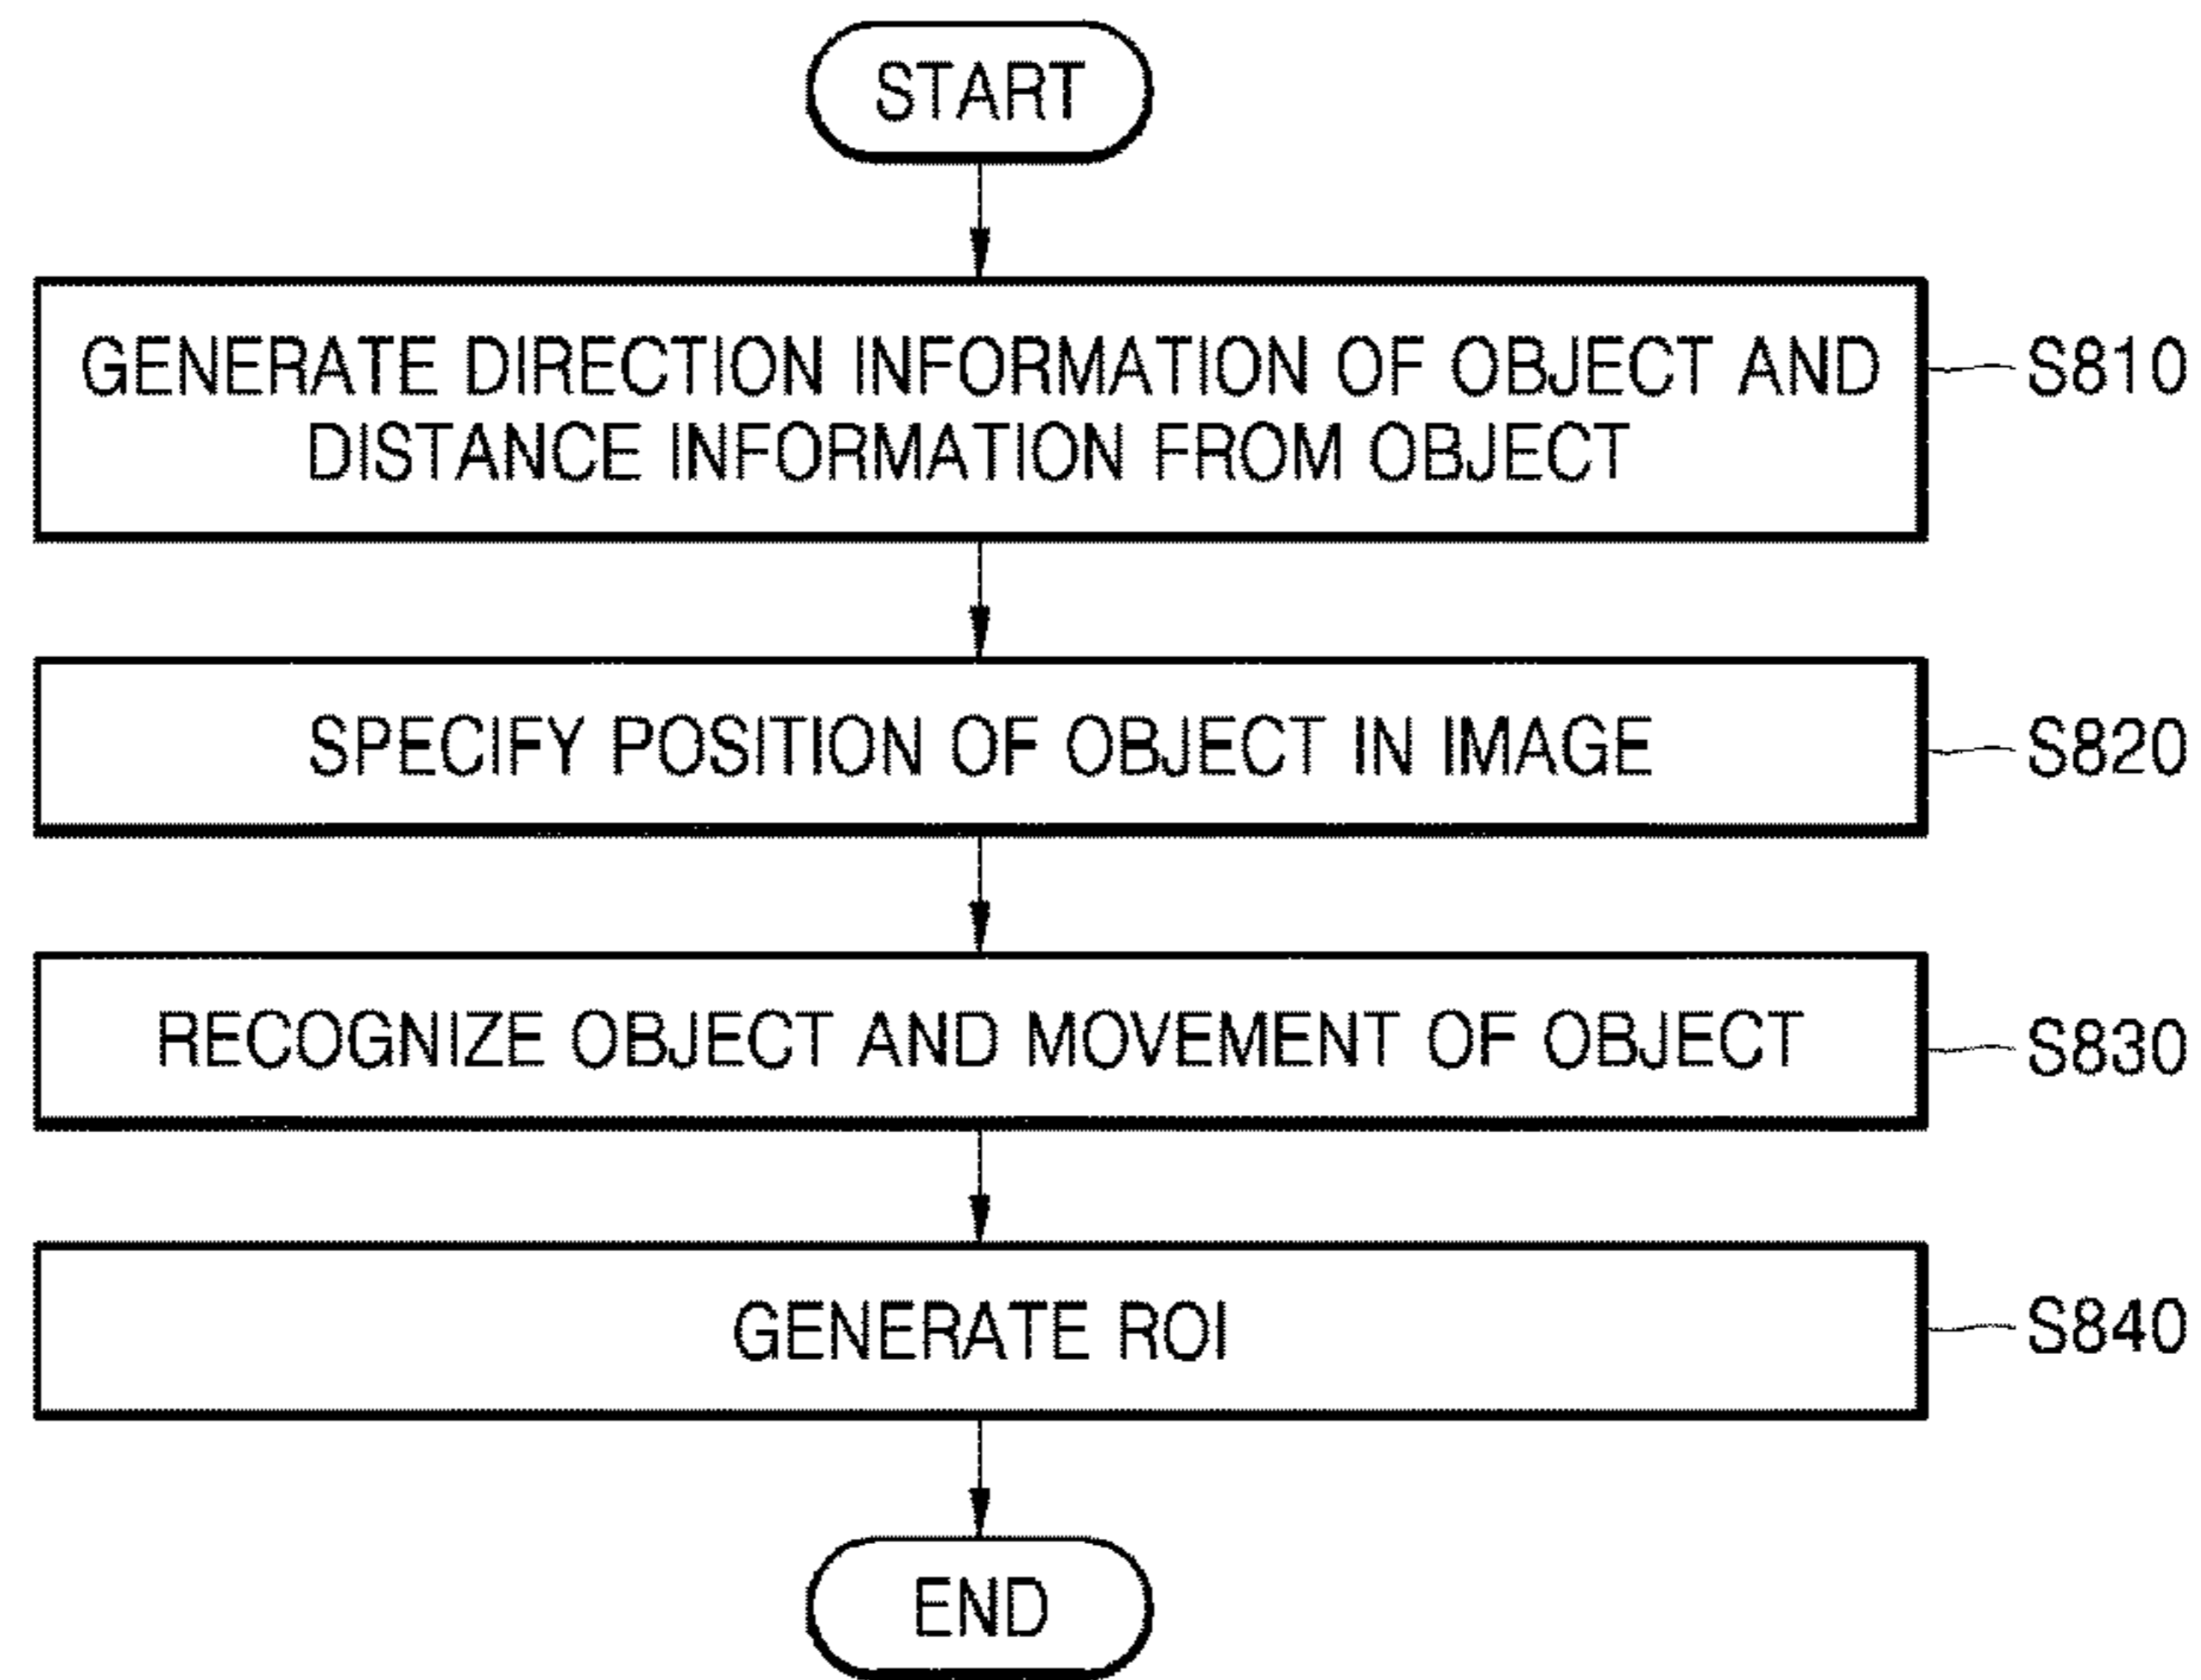 START
GENERATE DIRECTION INFORMATION OF OBJECT AND
DISTANCE INFORMATION FROM OBJECT
S810
SPECIFY POSITION OF OBJECT IN IMAGE
S820
RECOGNIZE OBJECT AND MOVEMENT OF OBJECT
S830
GENERATE ROI
S840
END